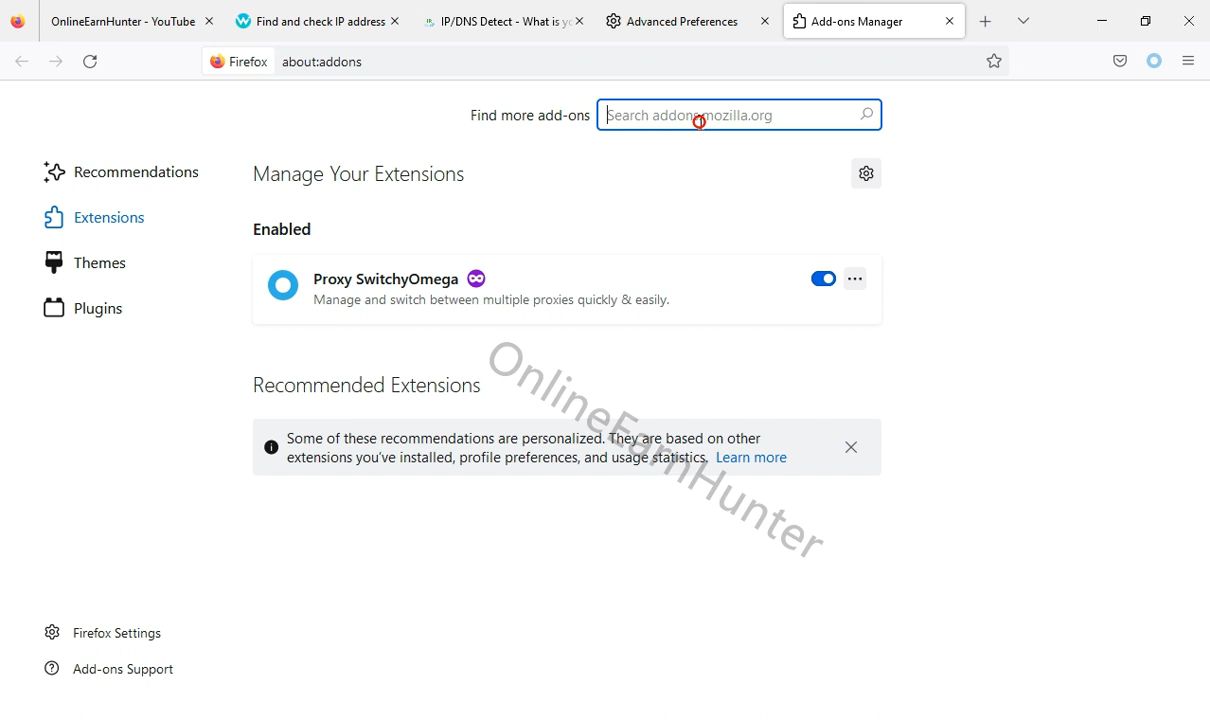 OnlineEarnHunter - YouTube
Find and check IP address
IP/DNS Detect - What is yo
Advanced Preferences
Add-ons Manager
Firefox
about:addons
Find more add-ons
Search addons.mozilla.org
Recommendations
Manage Your Extensions
Extensions
Enabled
Themes
Proxy SwitchyOmega
Manage and switch between multiple proxies quickly & easily.
Plugins
Recommended Extensions
Some of these recommendations are personalized. They are based on other
extensions you've installed, profile preferences, and usage statistics. Learn more
OnlineEarnHunter
Firefox Settings
Add-ons Support